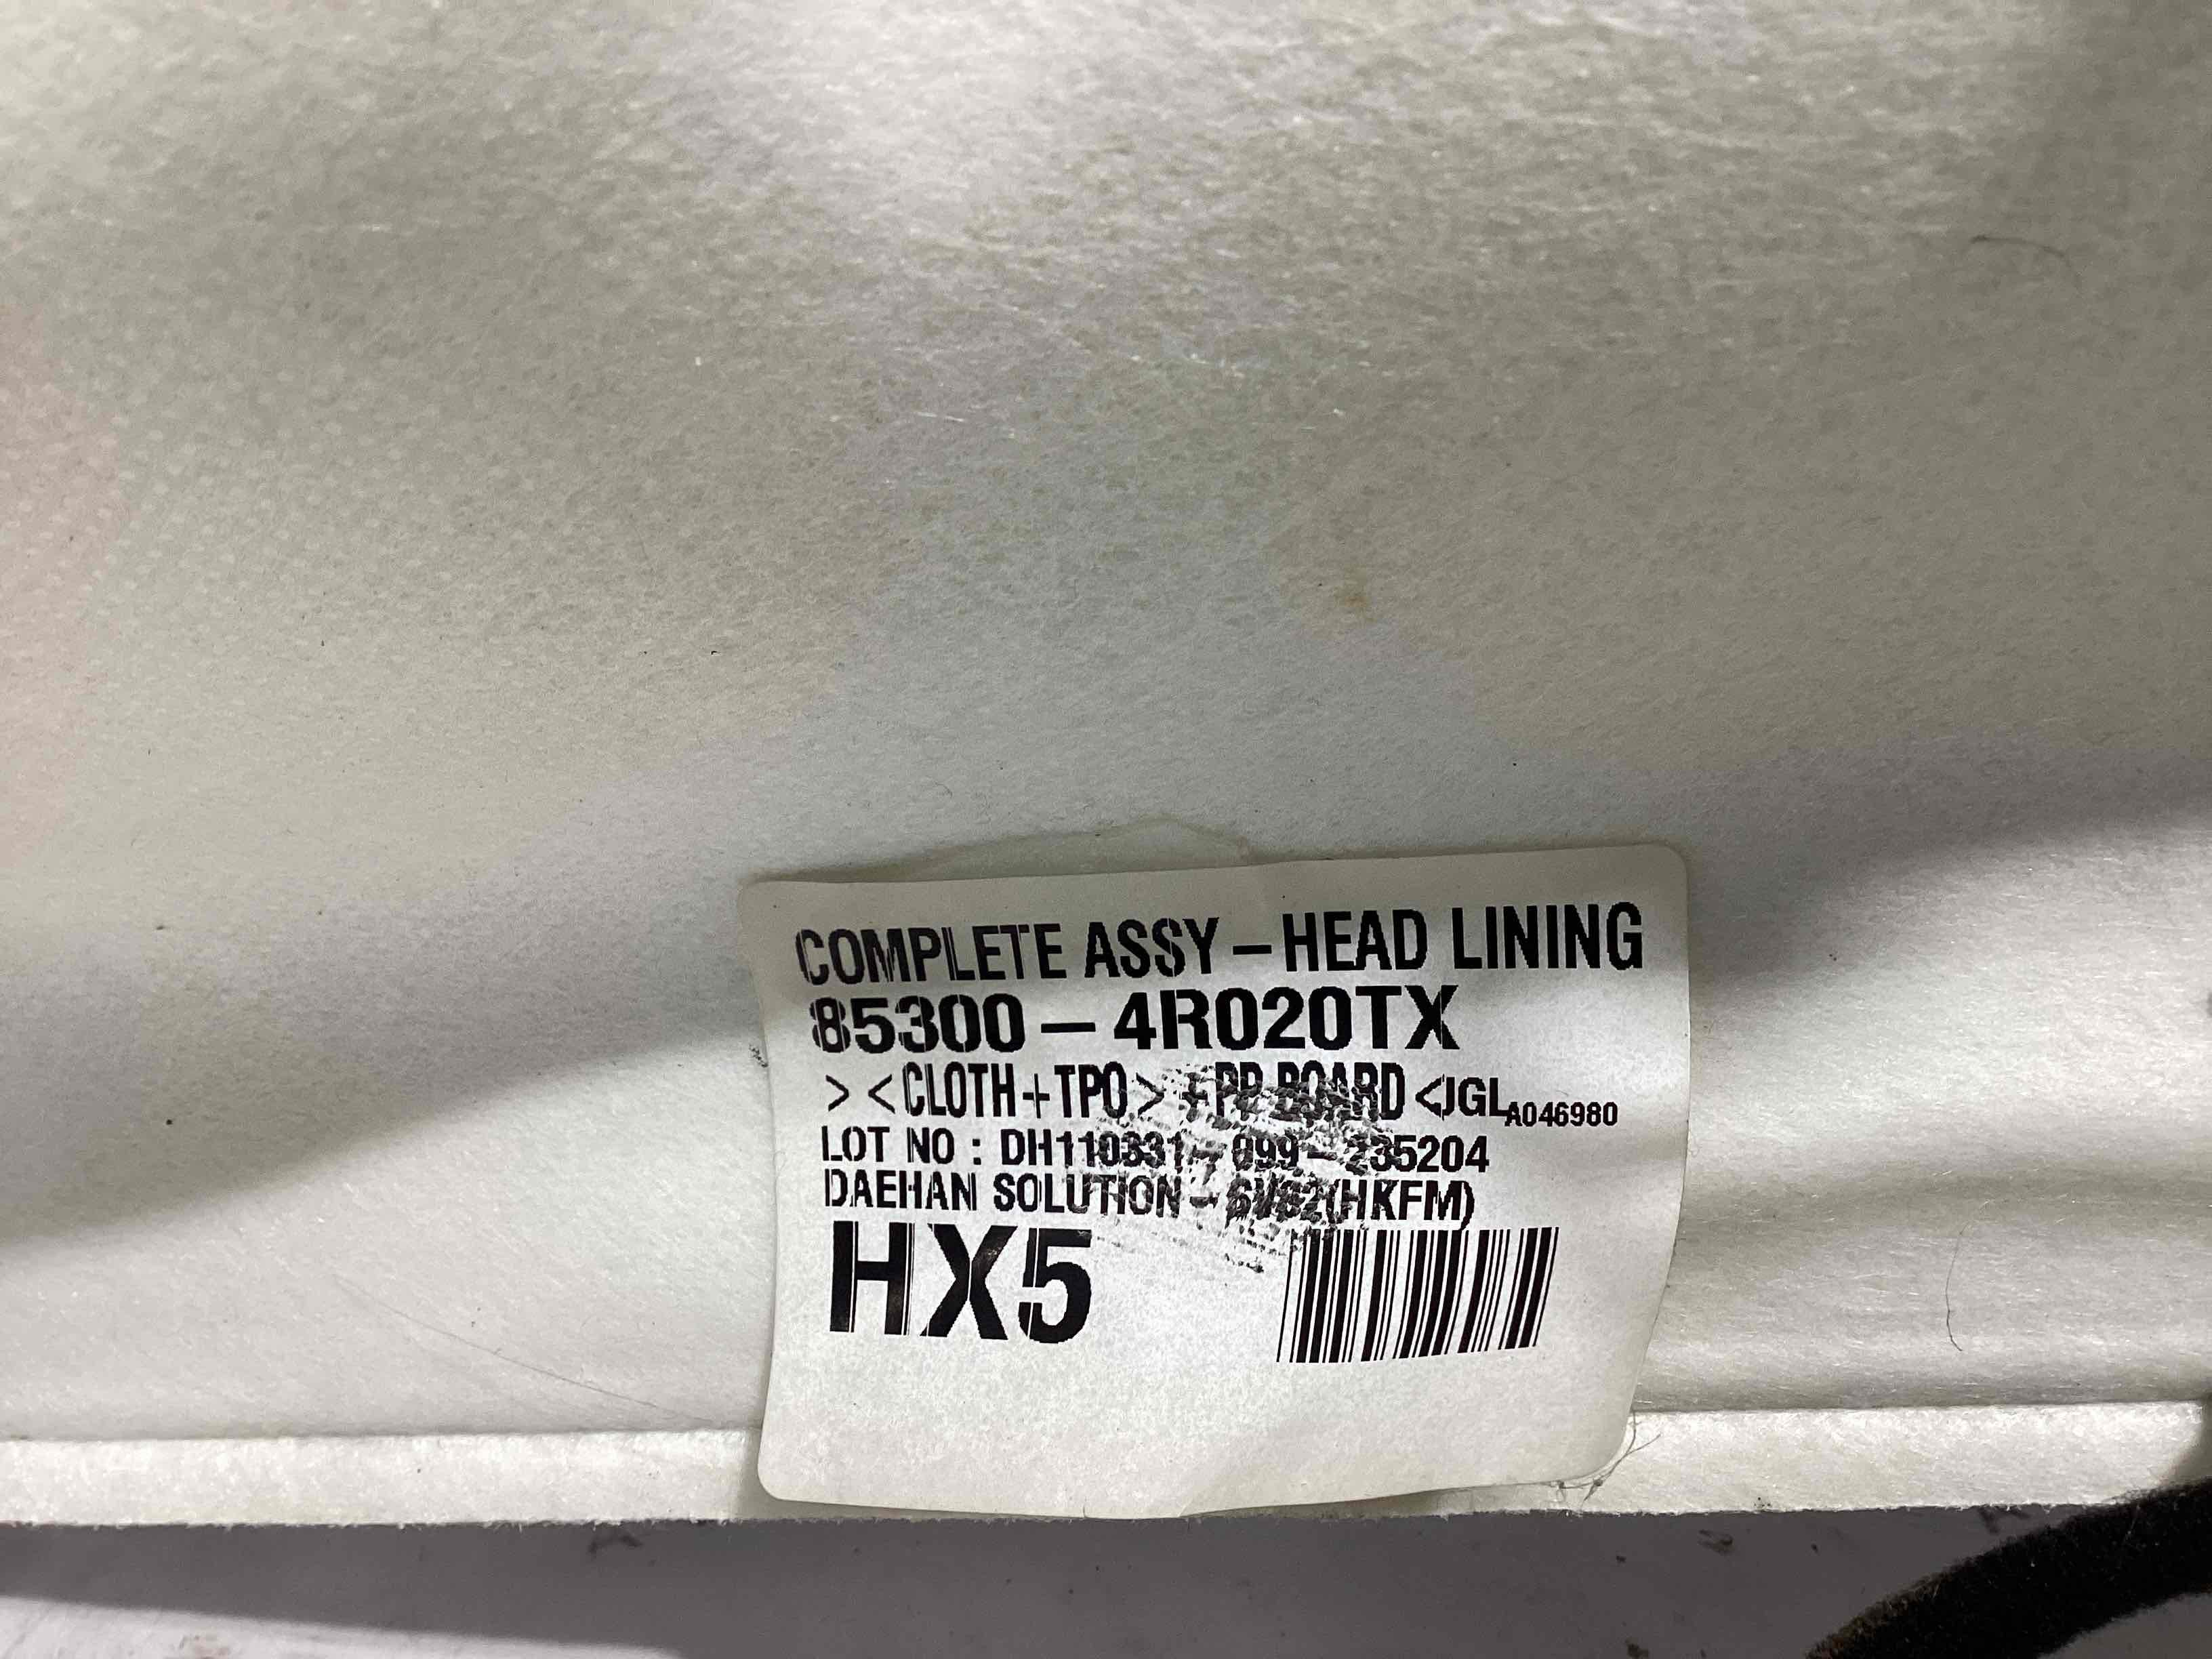 COMPLETE ASSY - HEAD LINING
85300 - 4R020TX
> < CLOTH + TPO > + PP BOARD < JGL A046980
LOT NO : DH110331 - 099 - 235204
DAEHAN SOLUTION - (HKFM)
HX5